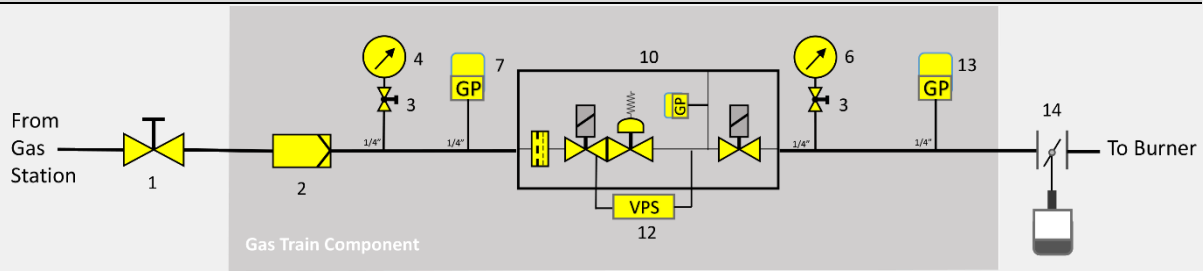 4
7
10
6
13
GP
GP
GP
14
3
3
From
Gas
Station
1/4"
1/4"
1/4"
1/4"
To Burner
1
2
VPS
12
Gas Train Component